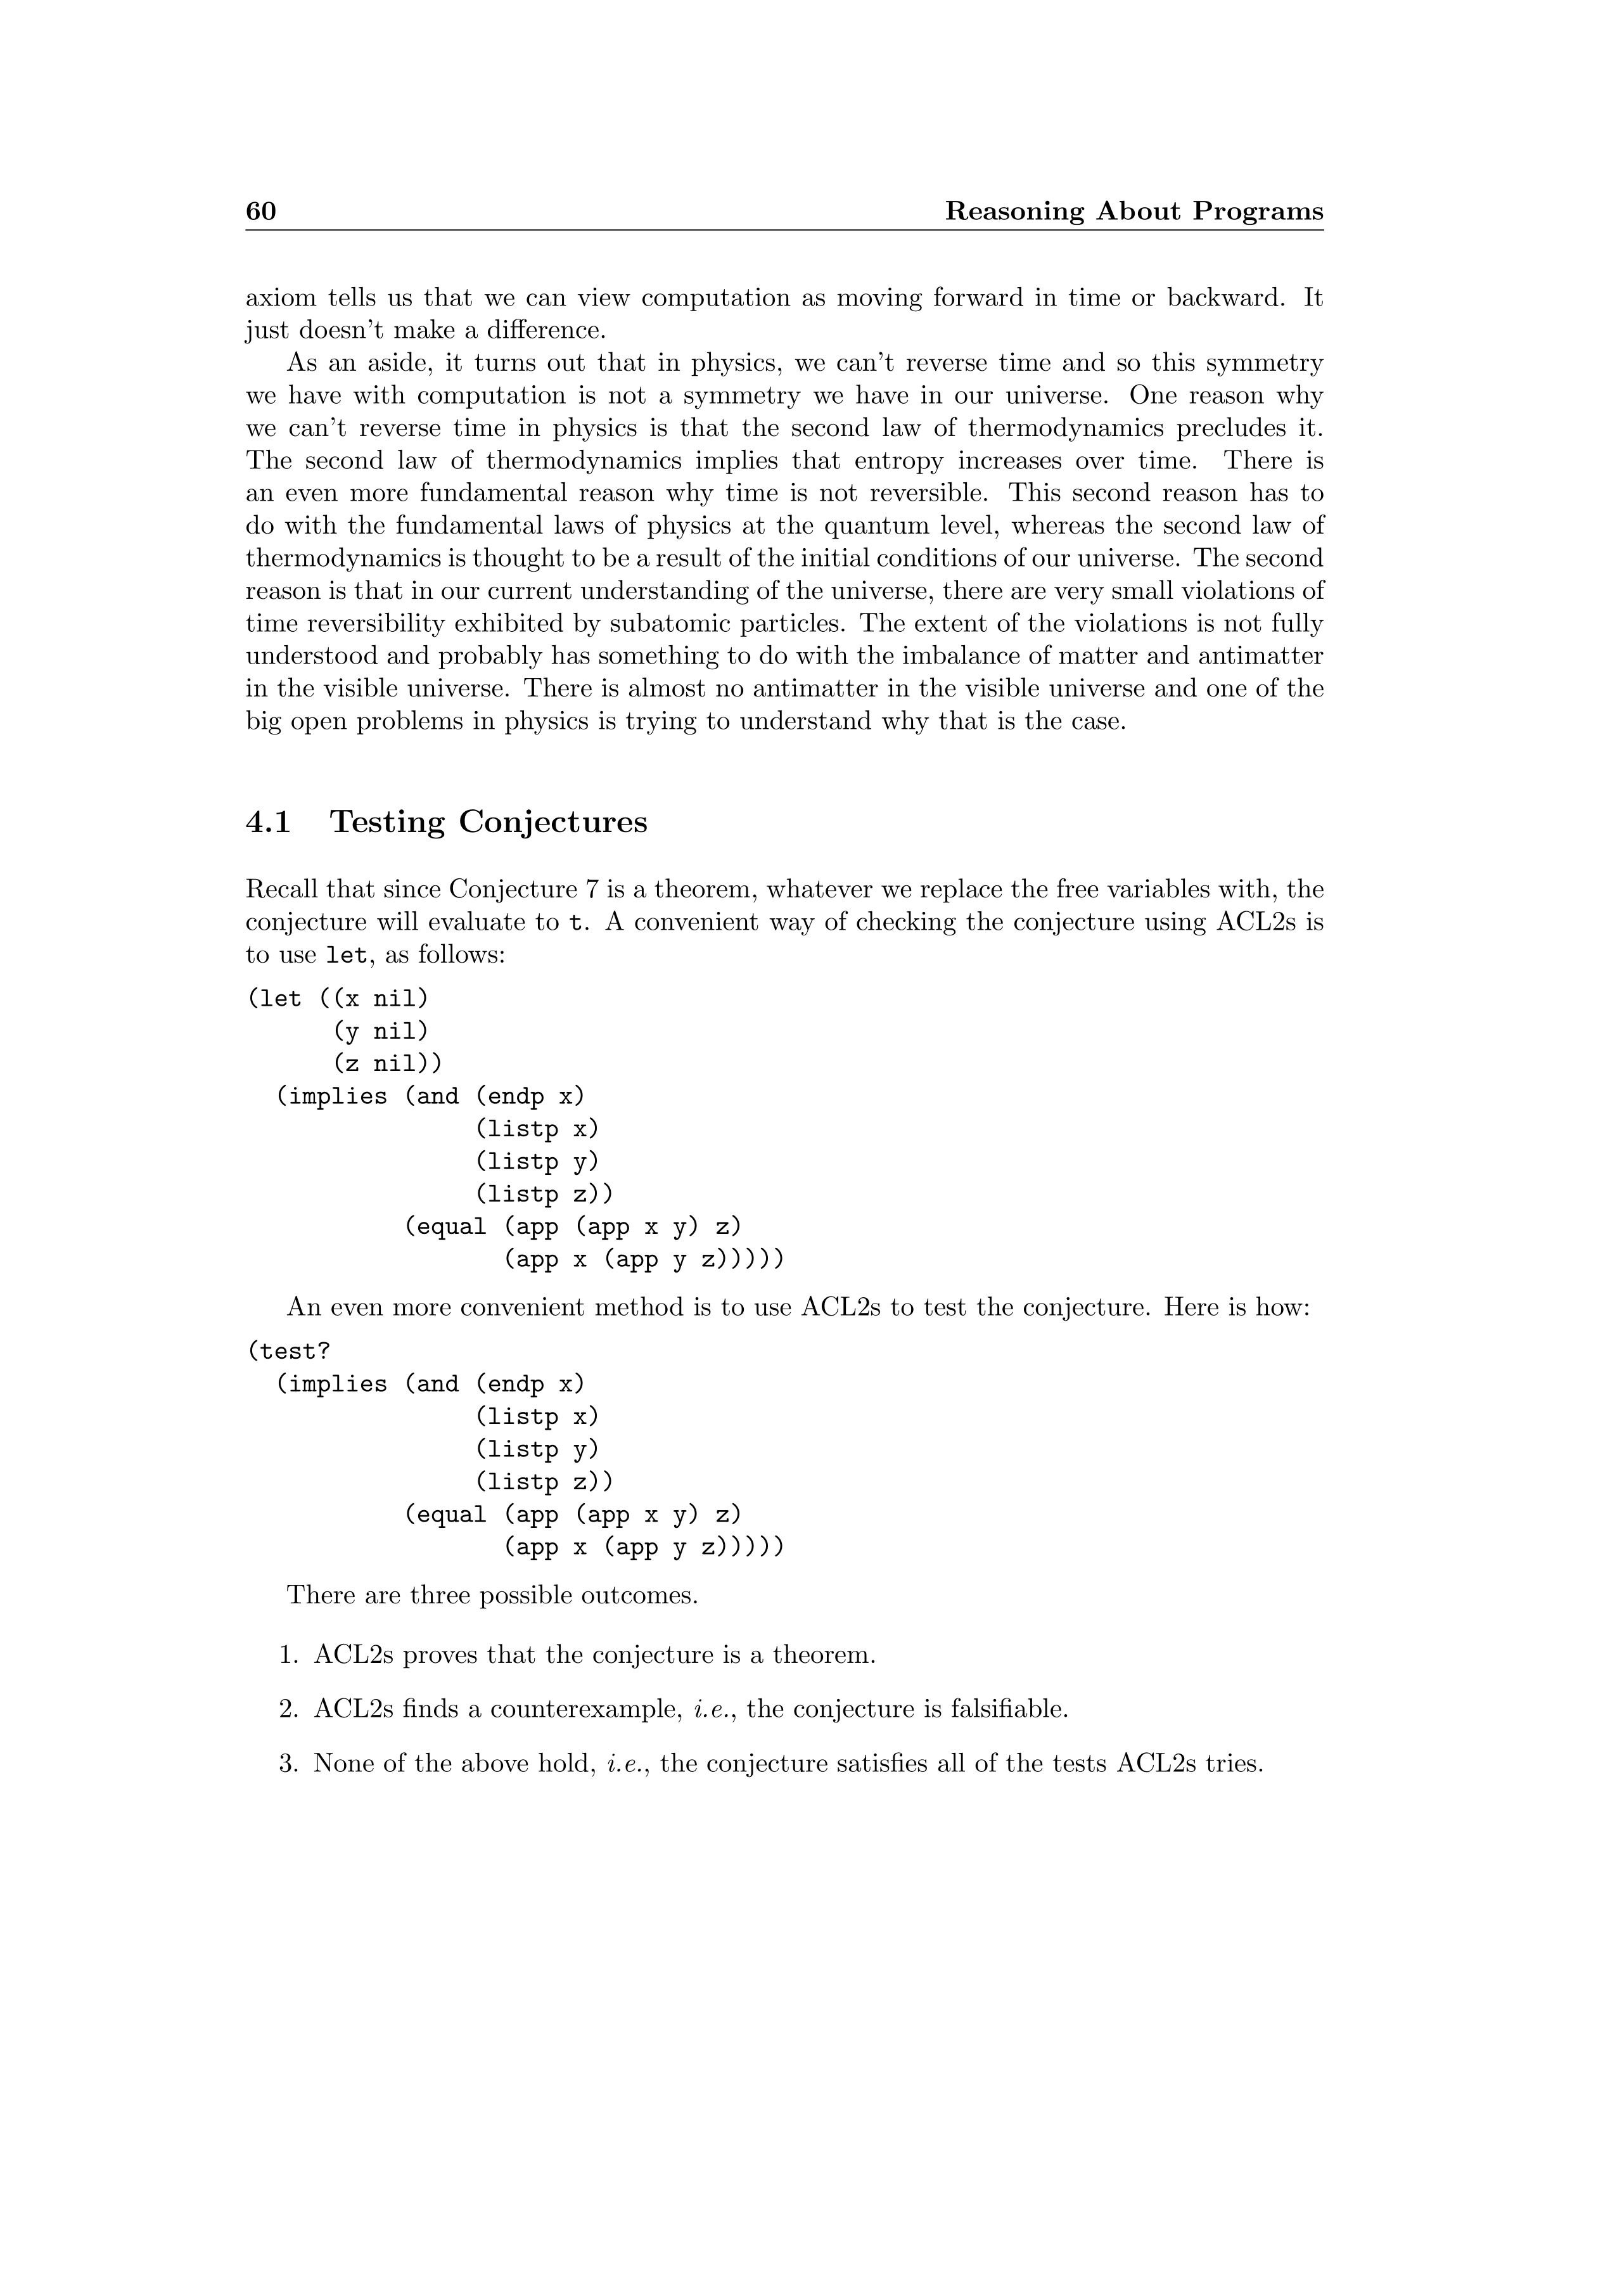 60 Reasoning About Programs
axiom tells us that we can view computation as moving forward in time or backward. It
just doesn't make a difference.
As an aside, it turns out that in physics, we can't reverse time and so this symmetry
we have with computation is not a symmetry we have in our universe. One reason why
we can't reverse time in physics is that the second law of thermodynamics precludes it.
The second law of thermodynamics implies that entropy increases over time. There is
an even more fundamental reason why time is not reversible. This second reason has to
do with the fundamental laws of physics at the quantum level, whereas the second law of
thermodynamics is thought to be a result of the initial conditions of our universe. The second
reason is that in our current understanding of the universe, there are very small violations of
time reversibility exhibited by subatomic particles. The extent of the violations is not fully
understood and probably has something to do with the imbalance of matter and antimatter
in the visible universe. There is almost no antimatter in the visible universe and one of the
big open problems in physics is trying to understand why that is the case.
4.1 Testing Conjectures
Recall that since Conjecture 7 is a theorem, whatever we replace the free variables with, the
conjecture will evaluate to t. A convenient way of checking the conjecture using ACL2s is
to use let, as follows:
(let ((x nil)
      (y nil)
      (z nil))
  (implies (and (endp x)
                (listp x)
                (listp y)
                (listp z))
           (equal (app (app x y) z)
                  (app x (app y z)))))
An even more convenient method is to use ACL2s to test the conjecture. Here is how:
(test?
  (implies (and (endp x)
                (listp x)
                (listp y)
                (listp z))
           (equal (app (app x y) z)
                  (app x (app y z)))))
There are three possible outcomes.
1. ACL2s proves that the conjecture is a theorem.
2. ACL2s finds a counterexample, i.e., the conjecture is falsifiable.
3. None of the above hold, i.e., the conjecture satisfies all of the tests ACL2s tries.